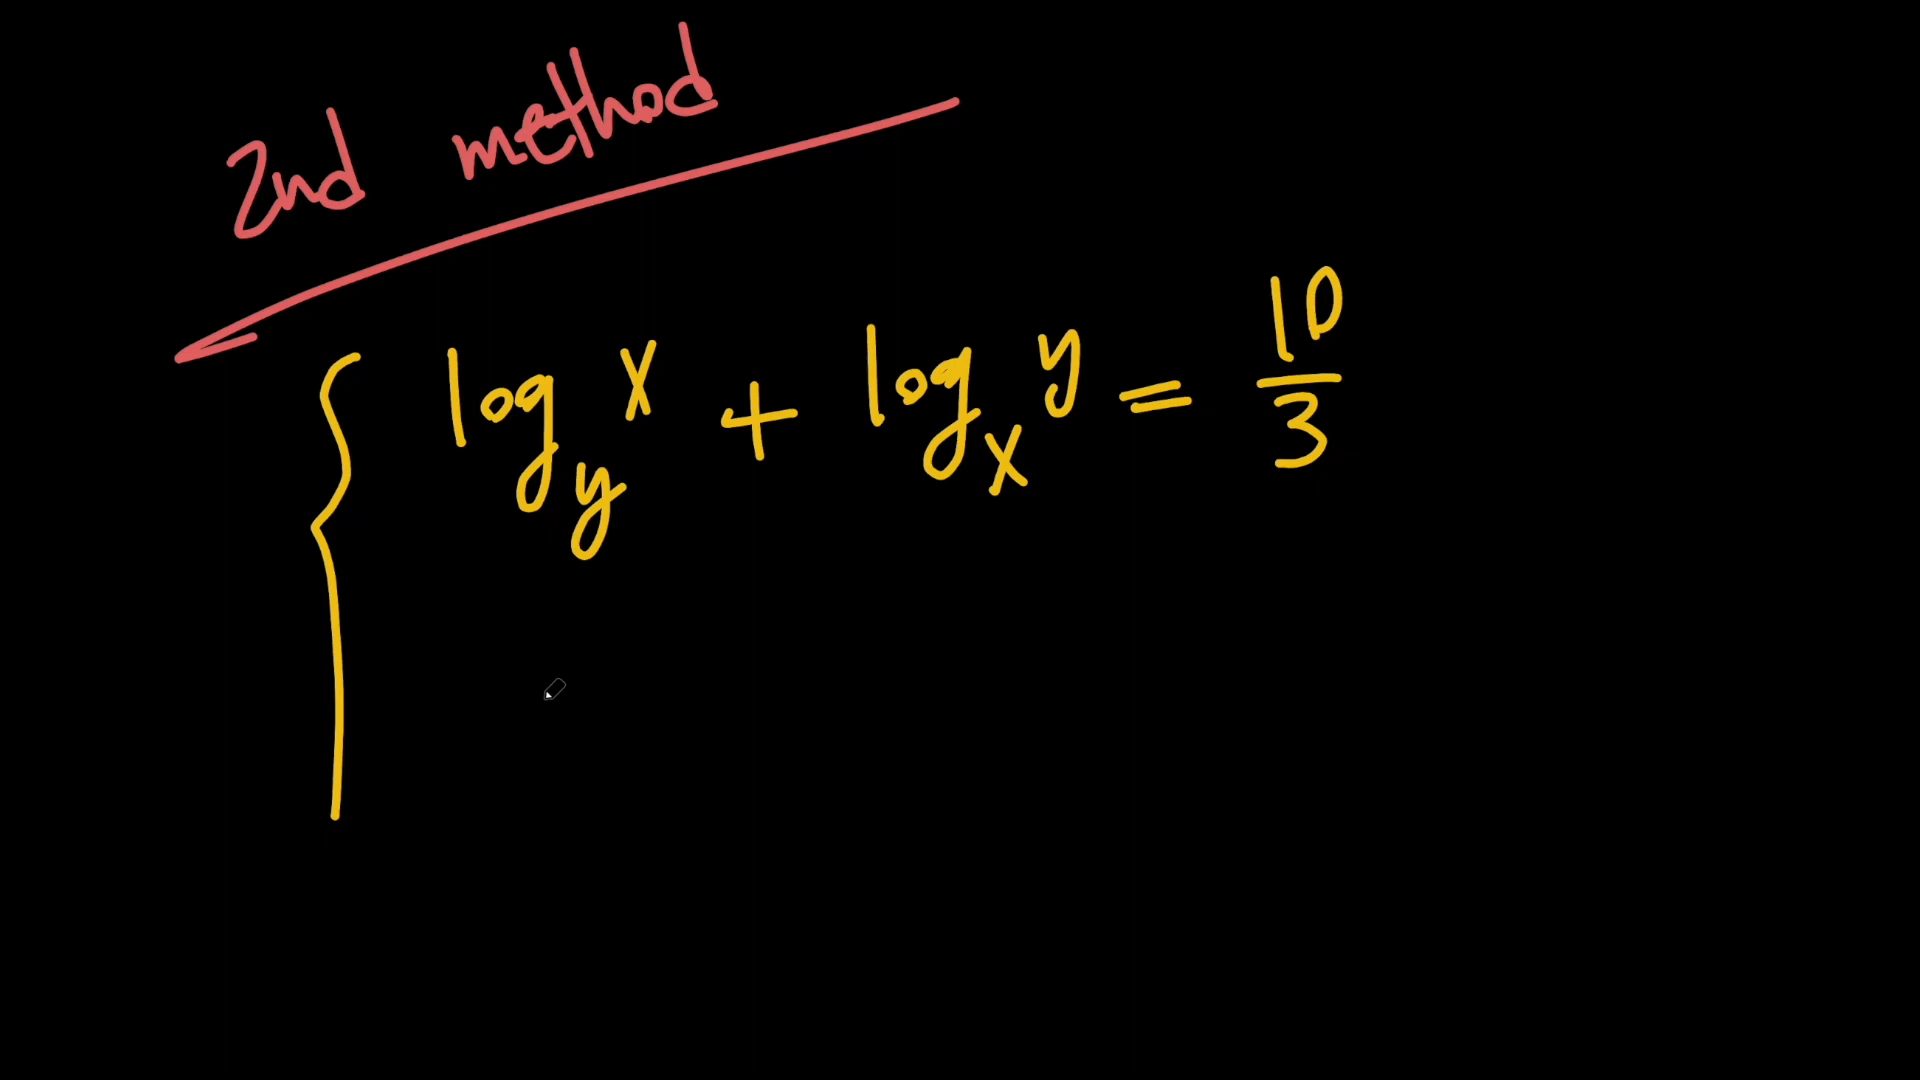 2nd method
log_y x + log_x y = 10/3